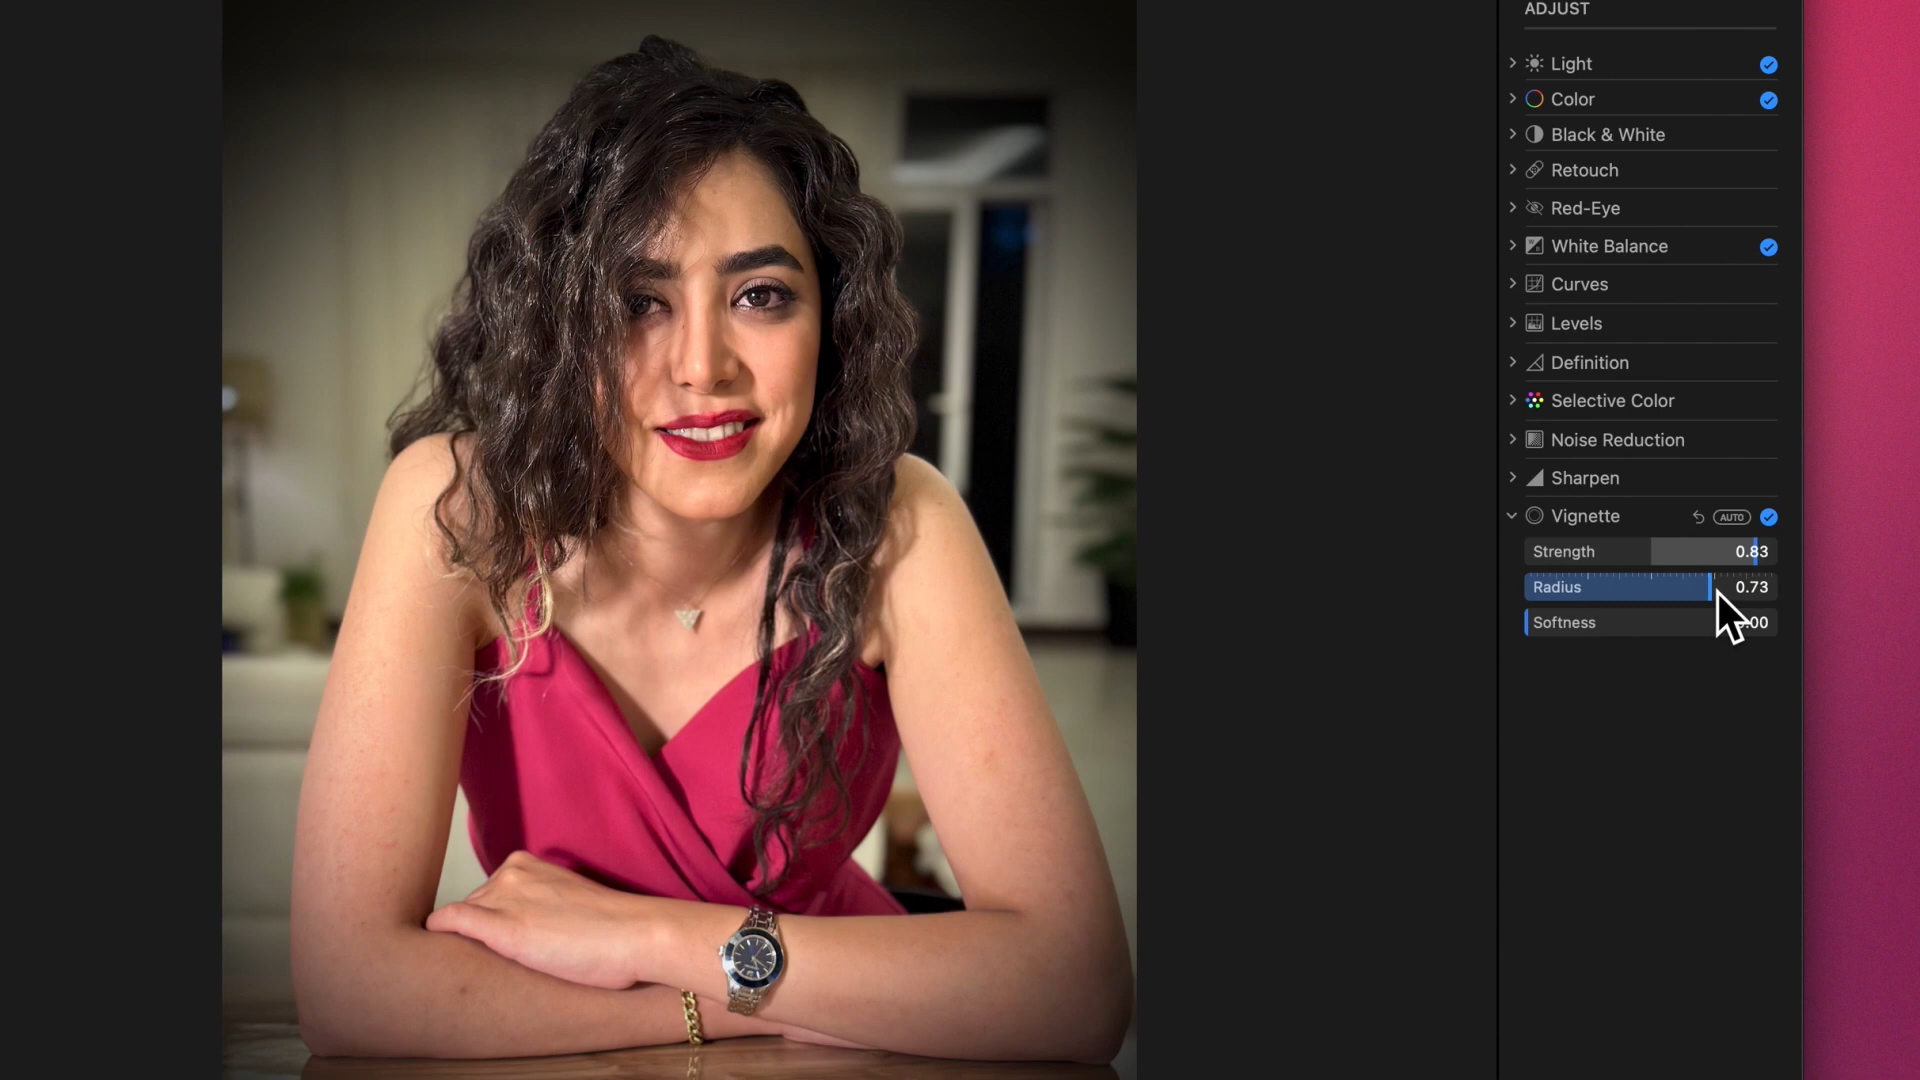 ADJUST
Light
Color
Black & White
Retouch
Red-Eye
White Balance
Curves
Levels
Definition
Selective Color
Noise Reduction
Sharpen
Vignette AUTO
Strength 0.83
Radius 0.73
Softness .00